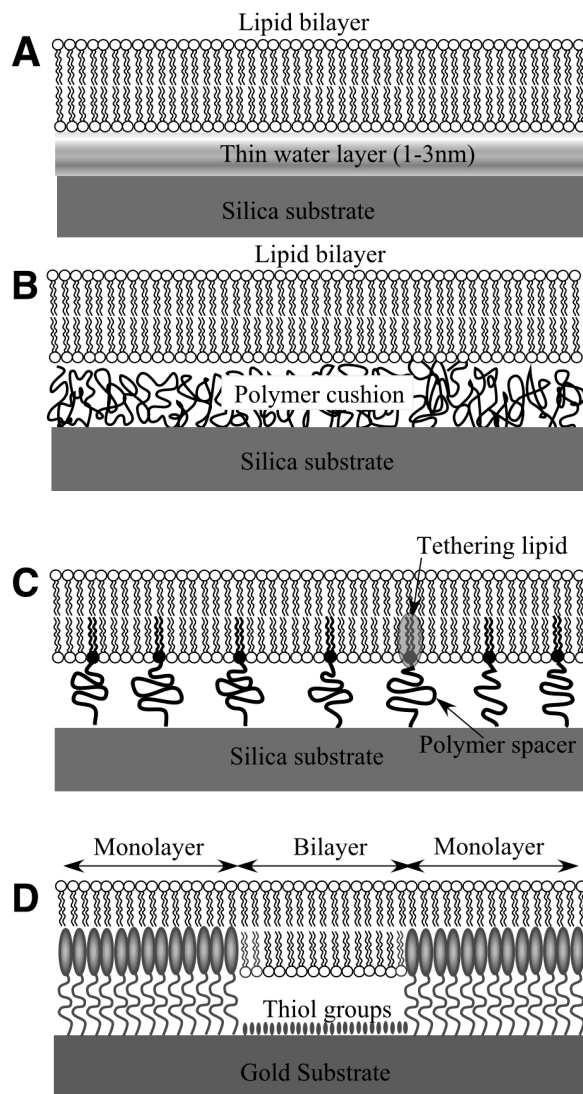 Lipid bilayer
A
Thin water layer (1-3nm)
Silica substrate
Lipid bilayer
B
Polymer cushion
Silica substrate
Tethering lipid
C
Polymer spacer
Silica substrate
Monolayer Bilayer Monolayer
D
Thiol groups
Gold Substrate